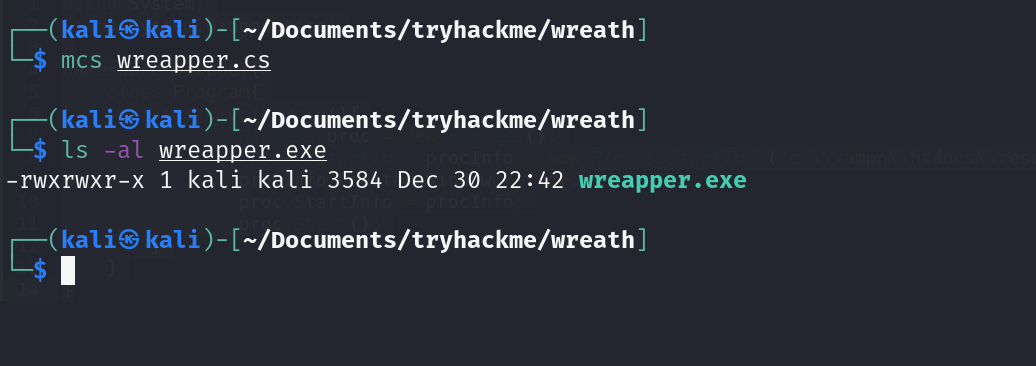 ┌──(kali㉿kali)-[~/Documents/tryhackme/wreath]
└─$ mcs wreapper.cs
┌──(kali㉿kali)-[~/Documents/tryhackme/wreath]
└─$ ls -al wreapper.exe
-rwxrwxr-x 1 kali kali 3584 Dec 30 22:42 wreapper.exe
┌──(kali㉿kali)-[~/Documents/tryhackme/wreath]
└─$